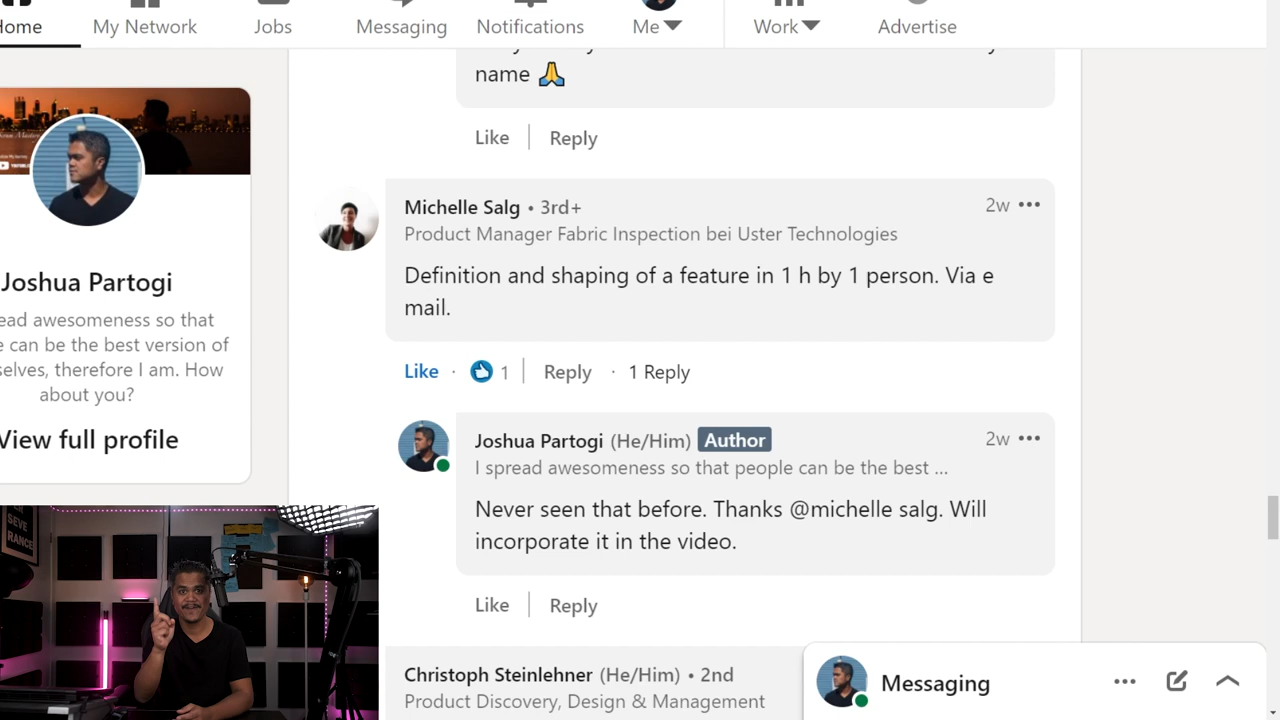 Home
My Network
Jobs
Messaging
Notifications
Me
Work
Advertise
name 🙏
Like
Reply
Joshua Partogi
ead awesomeness so that
e can be the best version of
selves, therefore I am. How
about you?
View full profile
Michelle Salg • 3rd+
2w •••
Product Manager Fabric Inspection bei Uster Technologies
Definition and shaping of a feature in 1 h by 1 person. Via e
mail.
Like · 1
Reply · 1 Reply
Joshua Partogi (He/Him) Author
2w •••
I spread awesomeness so that people can be the best ...
Never seen that before. Thanks @michelle salg. Will
incorporate it in the video.
Like
Reply
Christoph Steinlehner (He/Him) • 2nd
Product Discovery, Design & Management
SEVE
RANCE
Messaging